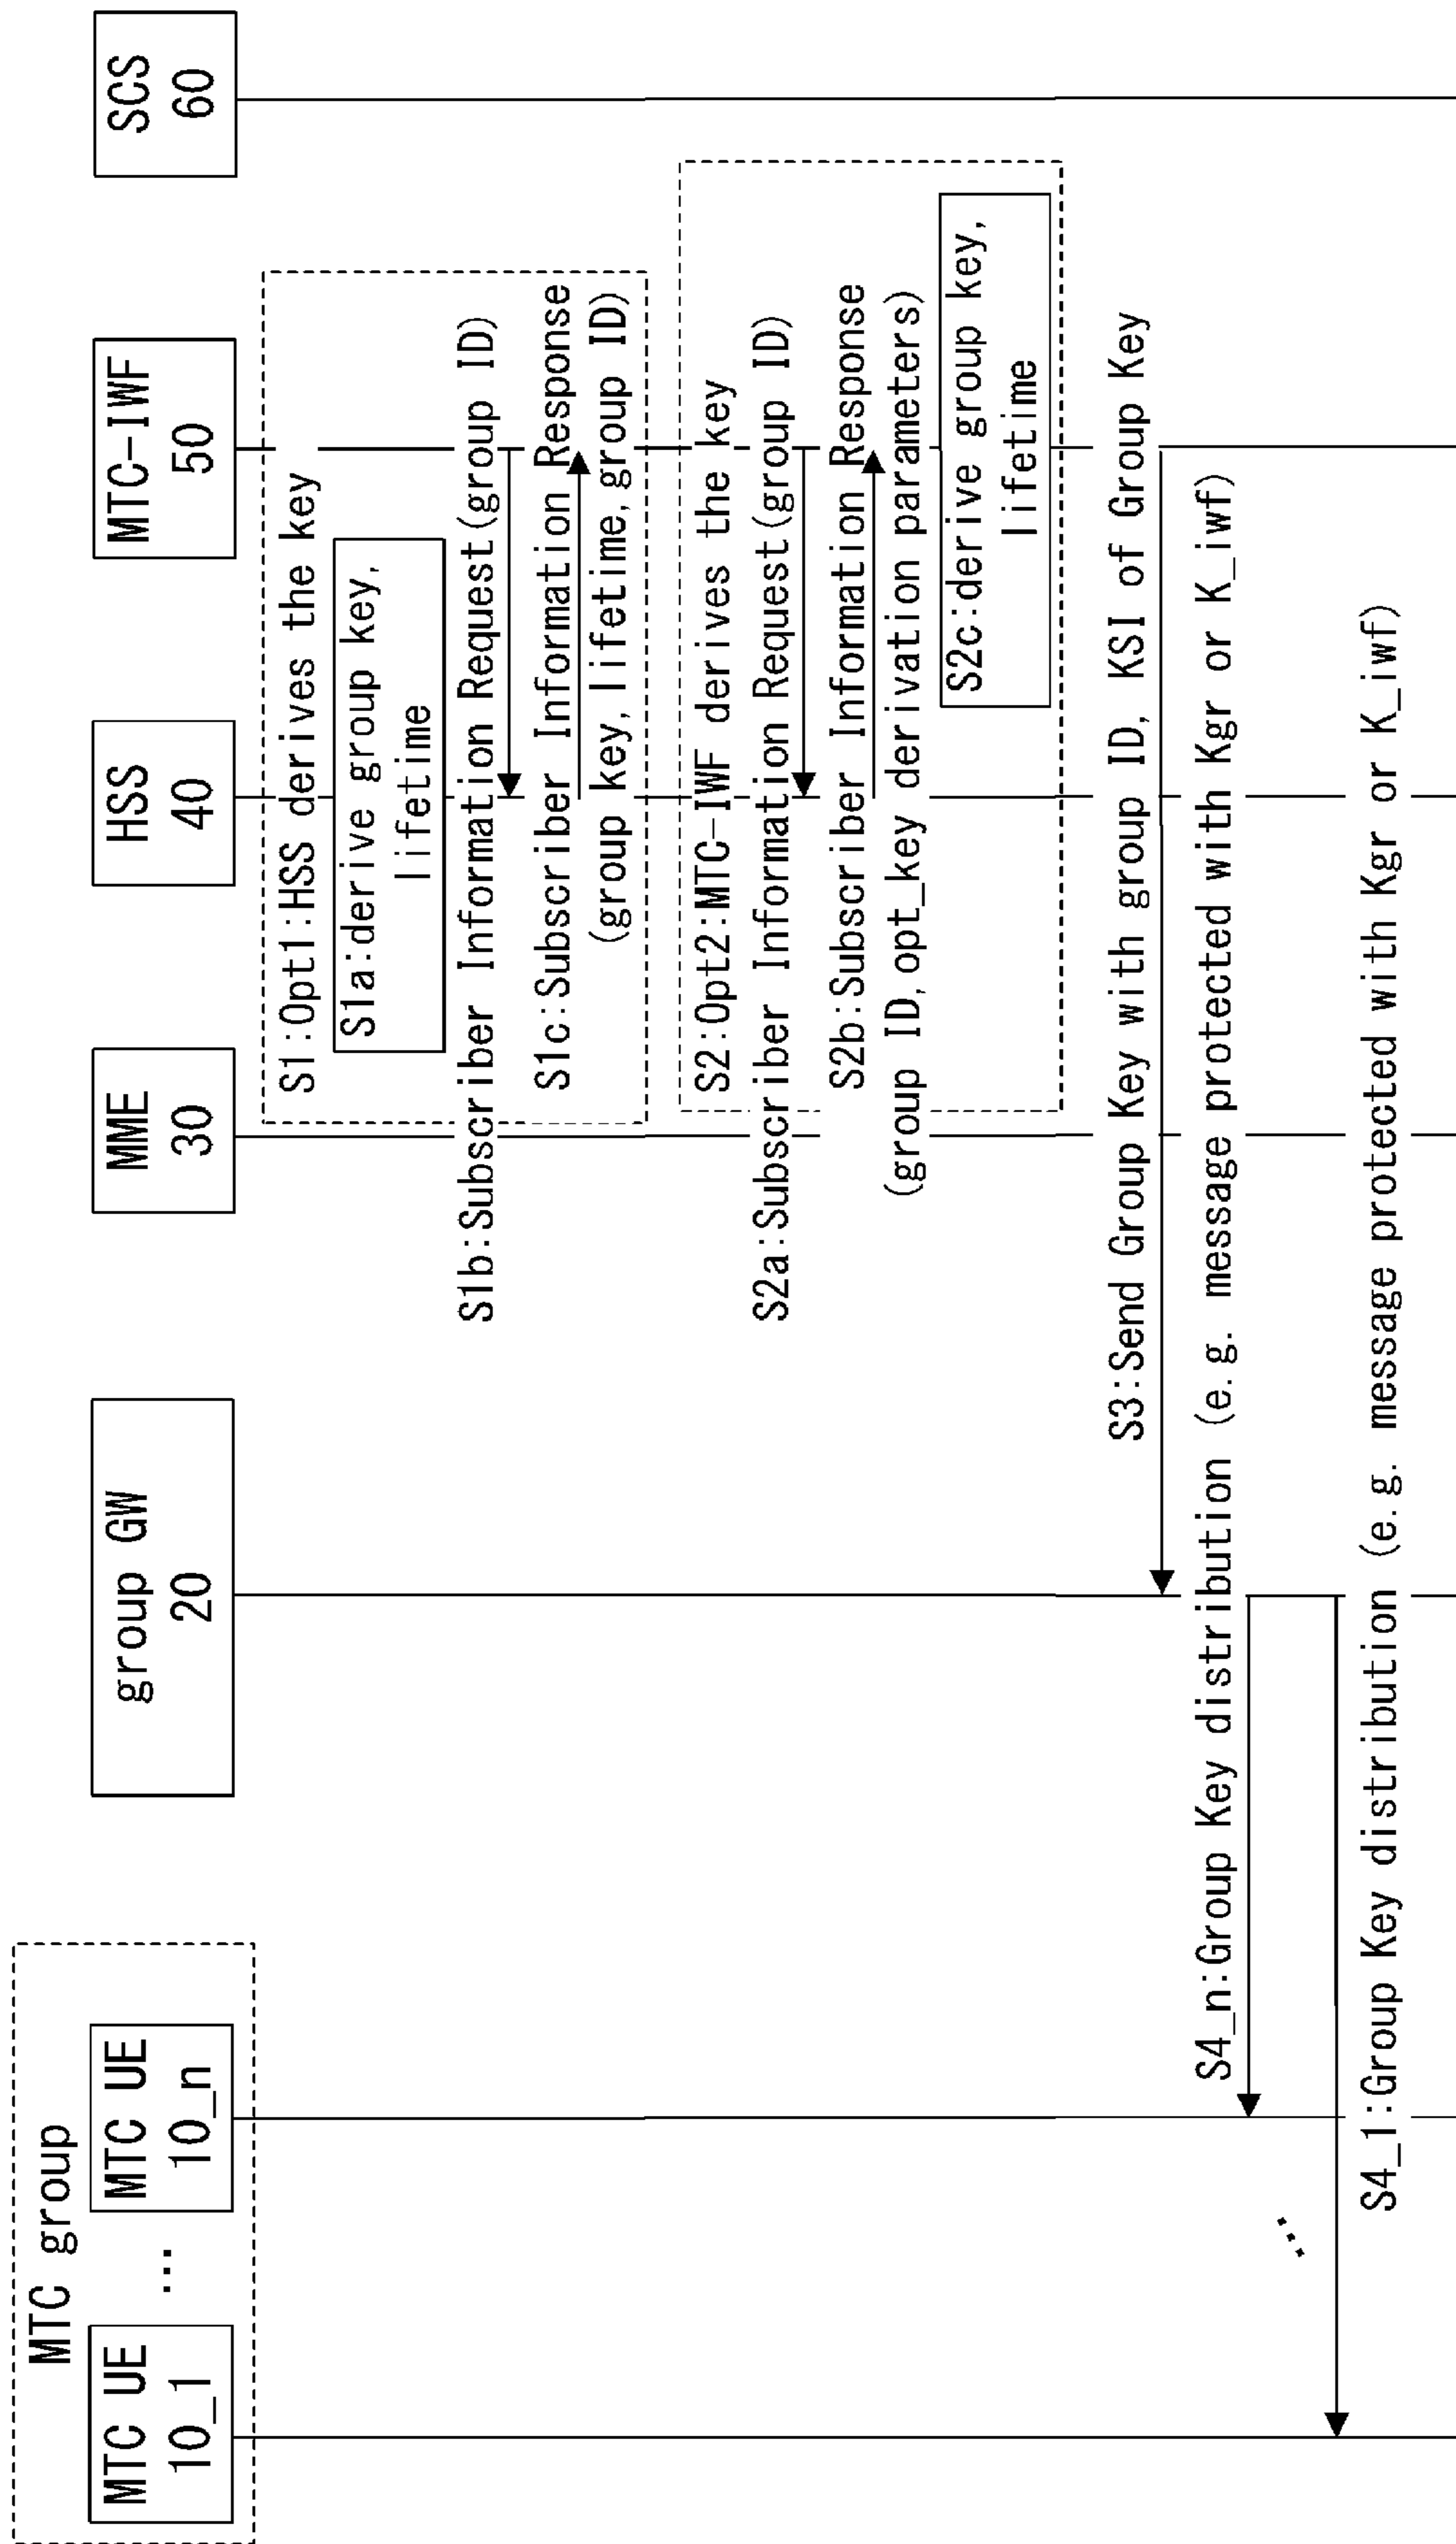 MTC group
MTC UE
10_1
...
MTC UE
10_n
group GW
20
MME
30
HSS
40
MTC-IWF
50
SCS
60
S1:Opt1:HSS derives the key
S1a:derive group key,
lifetime
S1b:Subscriber Information Request(group ID)
S1c:Subscriber Information Response
(group key,lifetime,group ID)
S2:Opt2:MTC-IWF derives the key
S2a:Subscriber Information Request(group ID)
S2b:Subscriber Information Response
(group ID,opt_key derivation parameters)
S2c:derive group key,
lifetime
S3:Send Group Key with group ID, KSI of Group Key
S4_n:Group Key distribution (e.g. message protected with Kgr or K_iwf)
...
S4_1:Group Key distribution (e.g. message protected with Kgr or K_iwf)